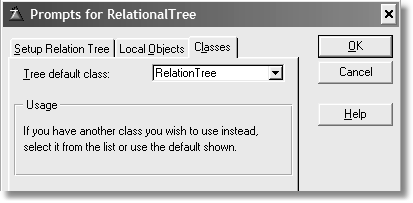 Prompts for RelationalTree
Setup Relation Tree
Local Objects
Classes
OK
Tree default class:
RelationTree
Cancel
Usage
Help
If you have another class you wish to use instead,
select it from the list or use the default shown.